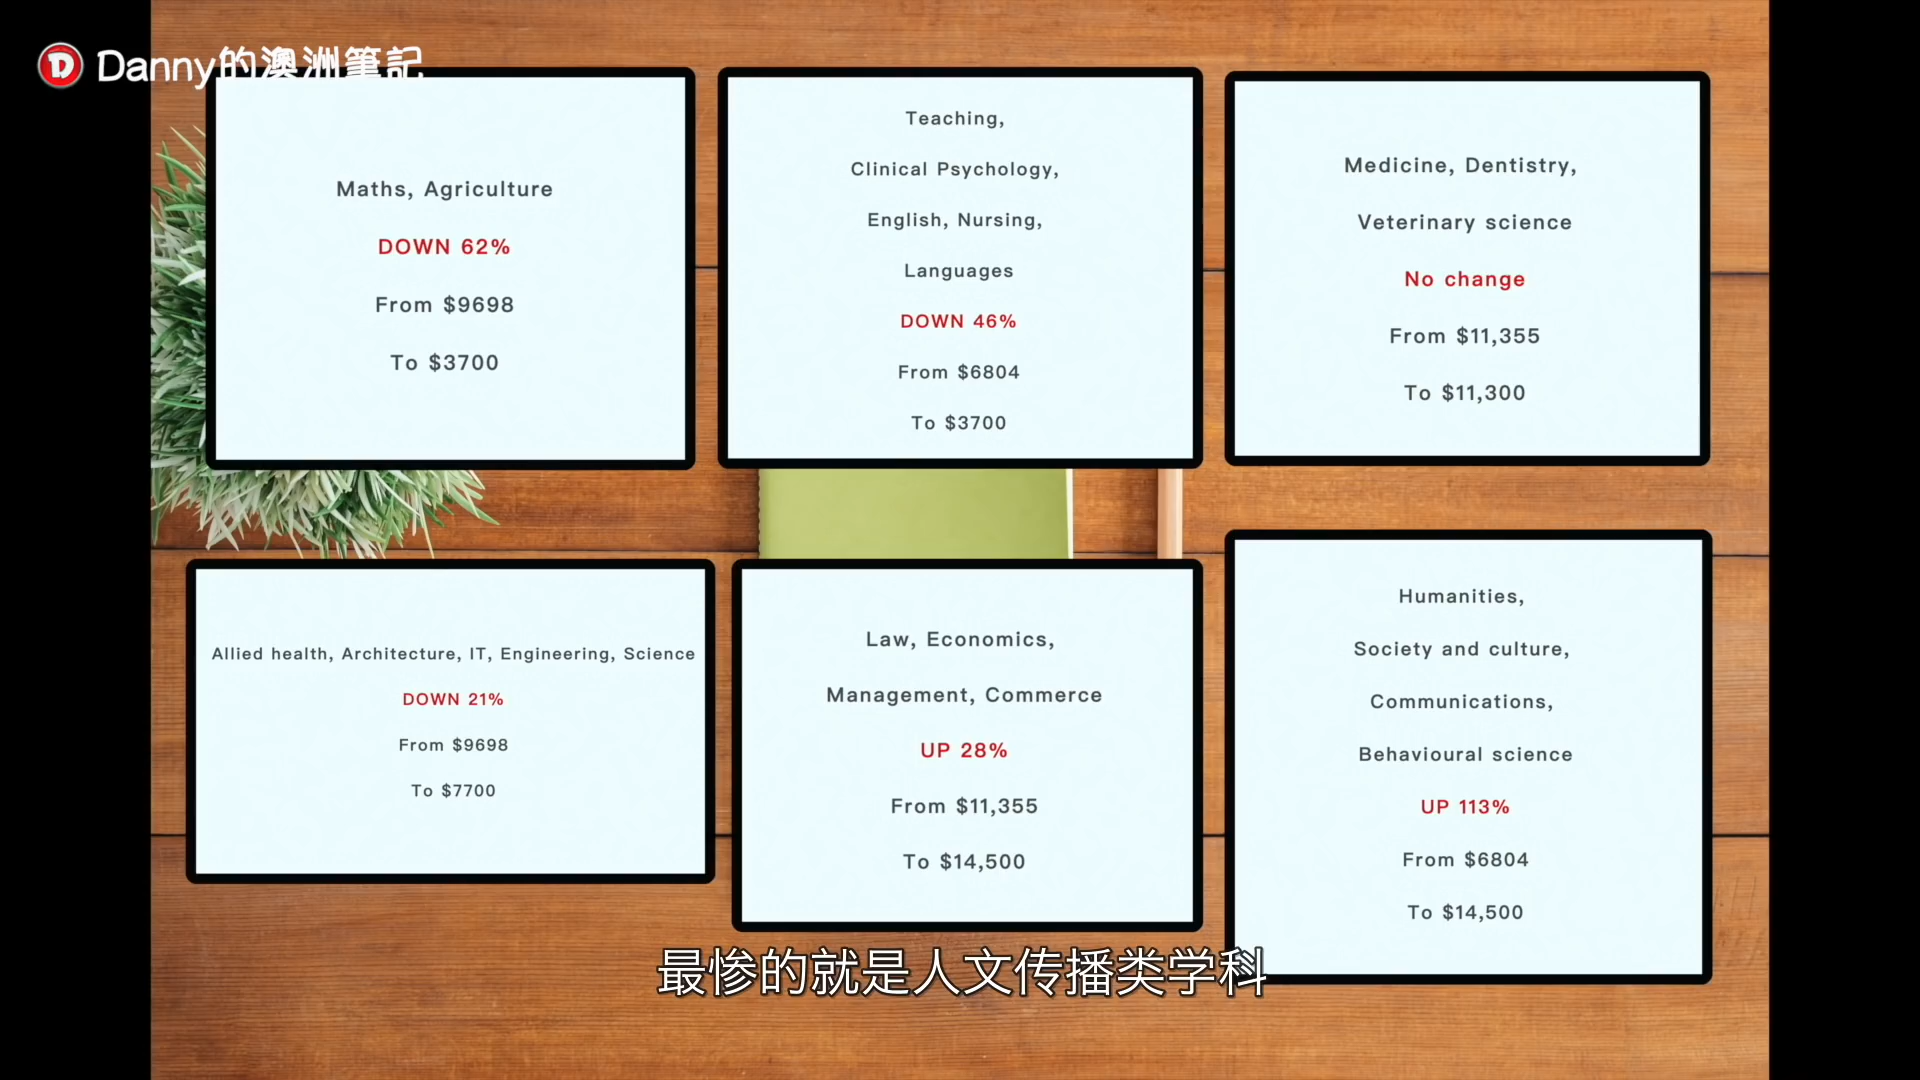 Danny的澳洲筆記
Maths, Agriculture
DOWN 62%
From $9698
To $3700
Teaching,
Clinical Psychology,
English, Nursing,
Languages
DOWN 46%
From $6804
To $3700
Medicine, Dentistry,
Veterinary science
No change
From $11,355
To $11,300
Allied health, Architecture, IT, Engineering, Science
DOWN 21%
From $9698
To $7700
Law, Economics,
Management, Commerce
UP 28%
From $11,355
To $14,500
Humanities,
Society and culture,
Communications,
Behavioural science
UP 113%
From $6804
To $14,500
最惨的就是人文传播类学科